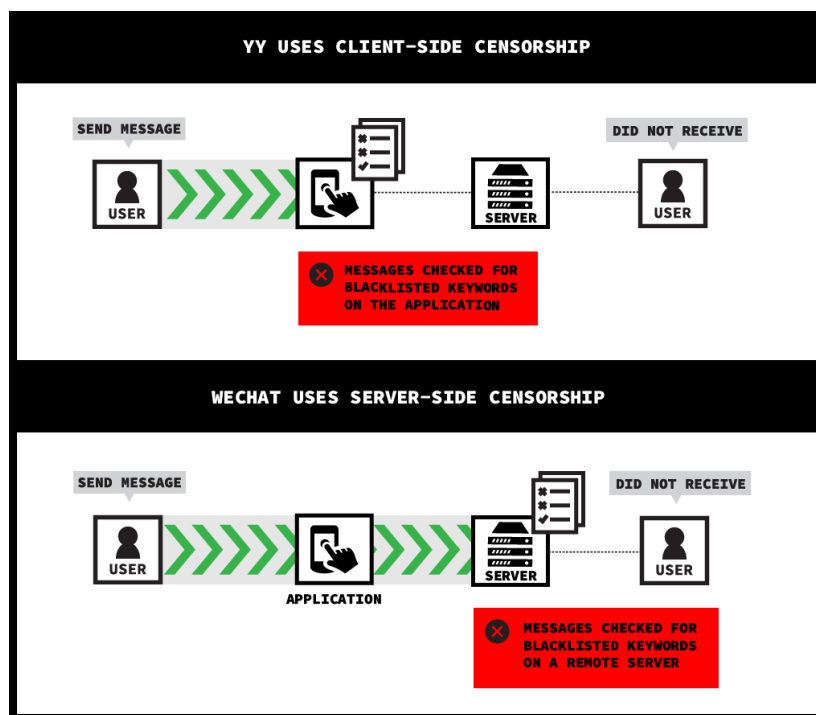 YY USES CLIENT-SIDE CENSORSHIP
SEND MESSAGE
DID NOT RECEIVE
USER
SERVER
USER
MESSAGES CHECKED FOR
BLACKLISTED KEYWORDS
ON THE APPLICATION
WECHAT USES SERVER-SIDE CENSORSHIP
SEND MESSAGE
DID NOT RECEIVE
USER
SERVER
USER
APPLICATION
MESSAGES CHECKED FOR
BLACKLISTED KEYWORDS
ON A REMOTE SERVER